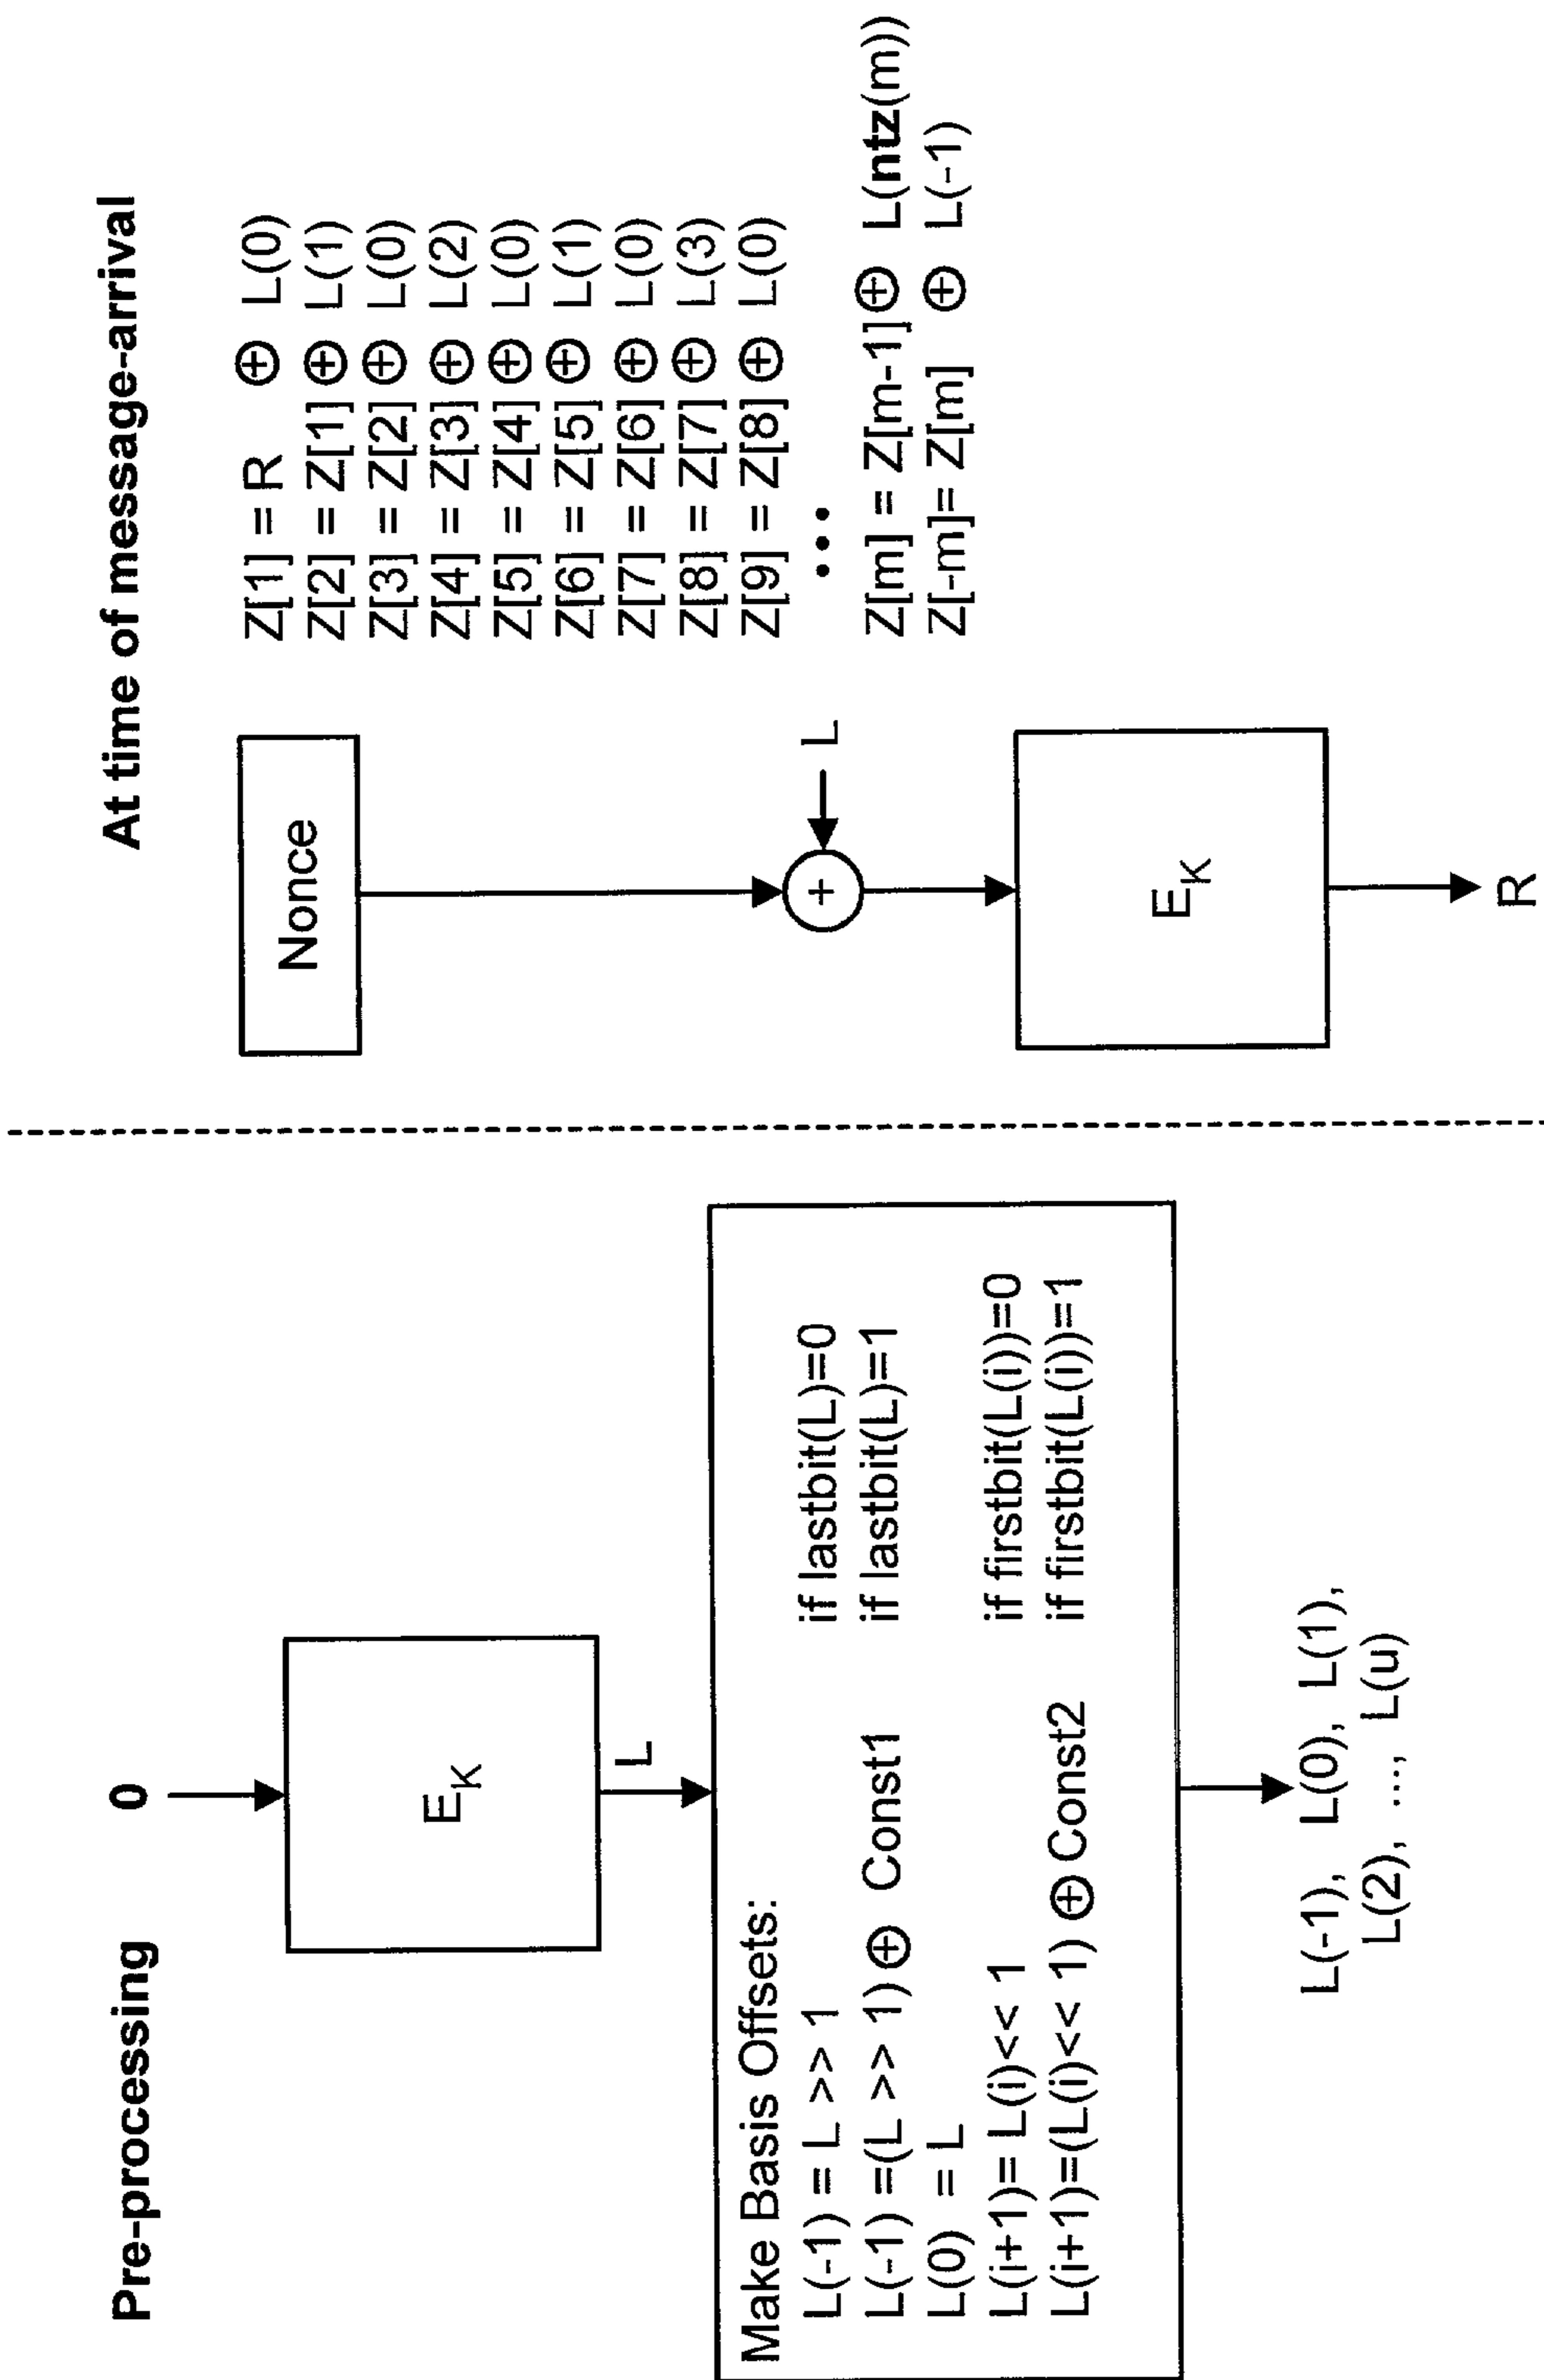 Pre-processing
0
E_K
L
Make Basis Offsets:
L(-1) = L >> 1 if lastbit(L)=0
L(-1) =(L >> 1) ⊕ Const1 if lastbit(L)=1
L(0) = L
L(i+1)= L(i)<< 1 if firstbit(L(i))=0
L(i+1)=(L(i)<< 1) ⊕ Const2 if firstbit(L(i))=1
L(-1), L(0), L(1),
L(2), ..., L(u)
At time of message-arrival
Nonce
+
L
E_K
R
Z[1] = R ⊕ L(0)
Z[2] = Z[1] ⊕ L(1)
Z[3] = Z[2] ⊕ L(0)
Z[4] = Z[3] ⊕ L(2)
Z[5] = Z[4] ⊕ L(0)
Z[6] = Z[5] ⊕ L(1)
Z[7] = Z[6] ⊕ L(0)
Z[8] = Z[7] ⊕ L(3)
Z[9] = Z[8] ⊕ L(0)
•••
Z[m] = Z[m-1] ⊕ L(ntz(m))
Z[-m]= Z[m] ⊕ L(-1)